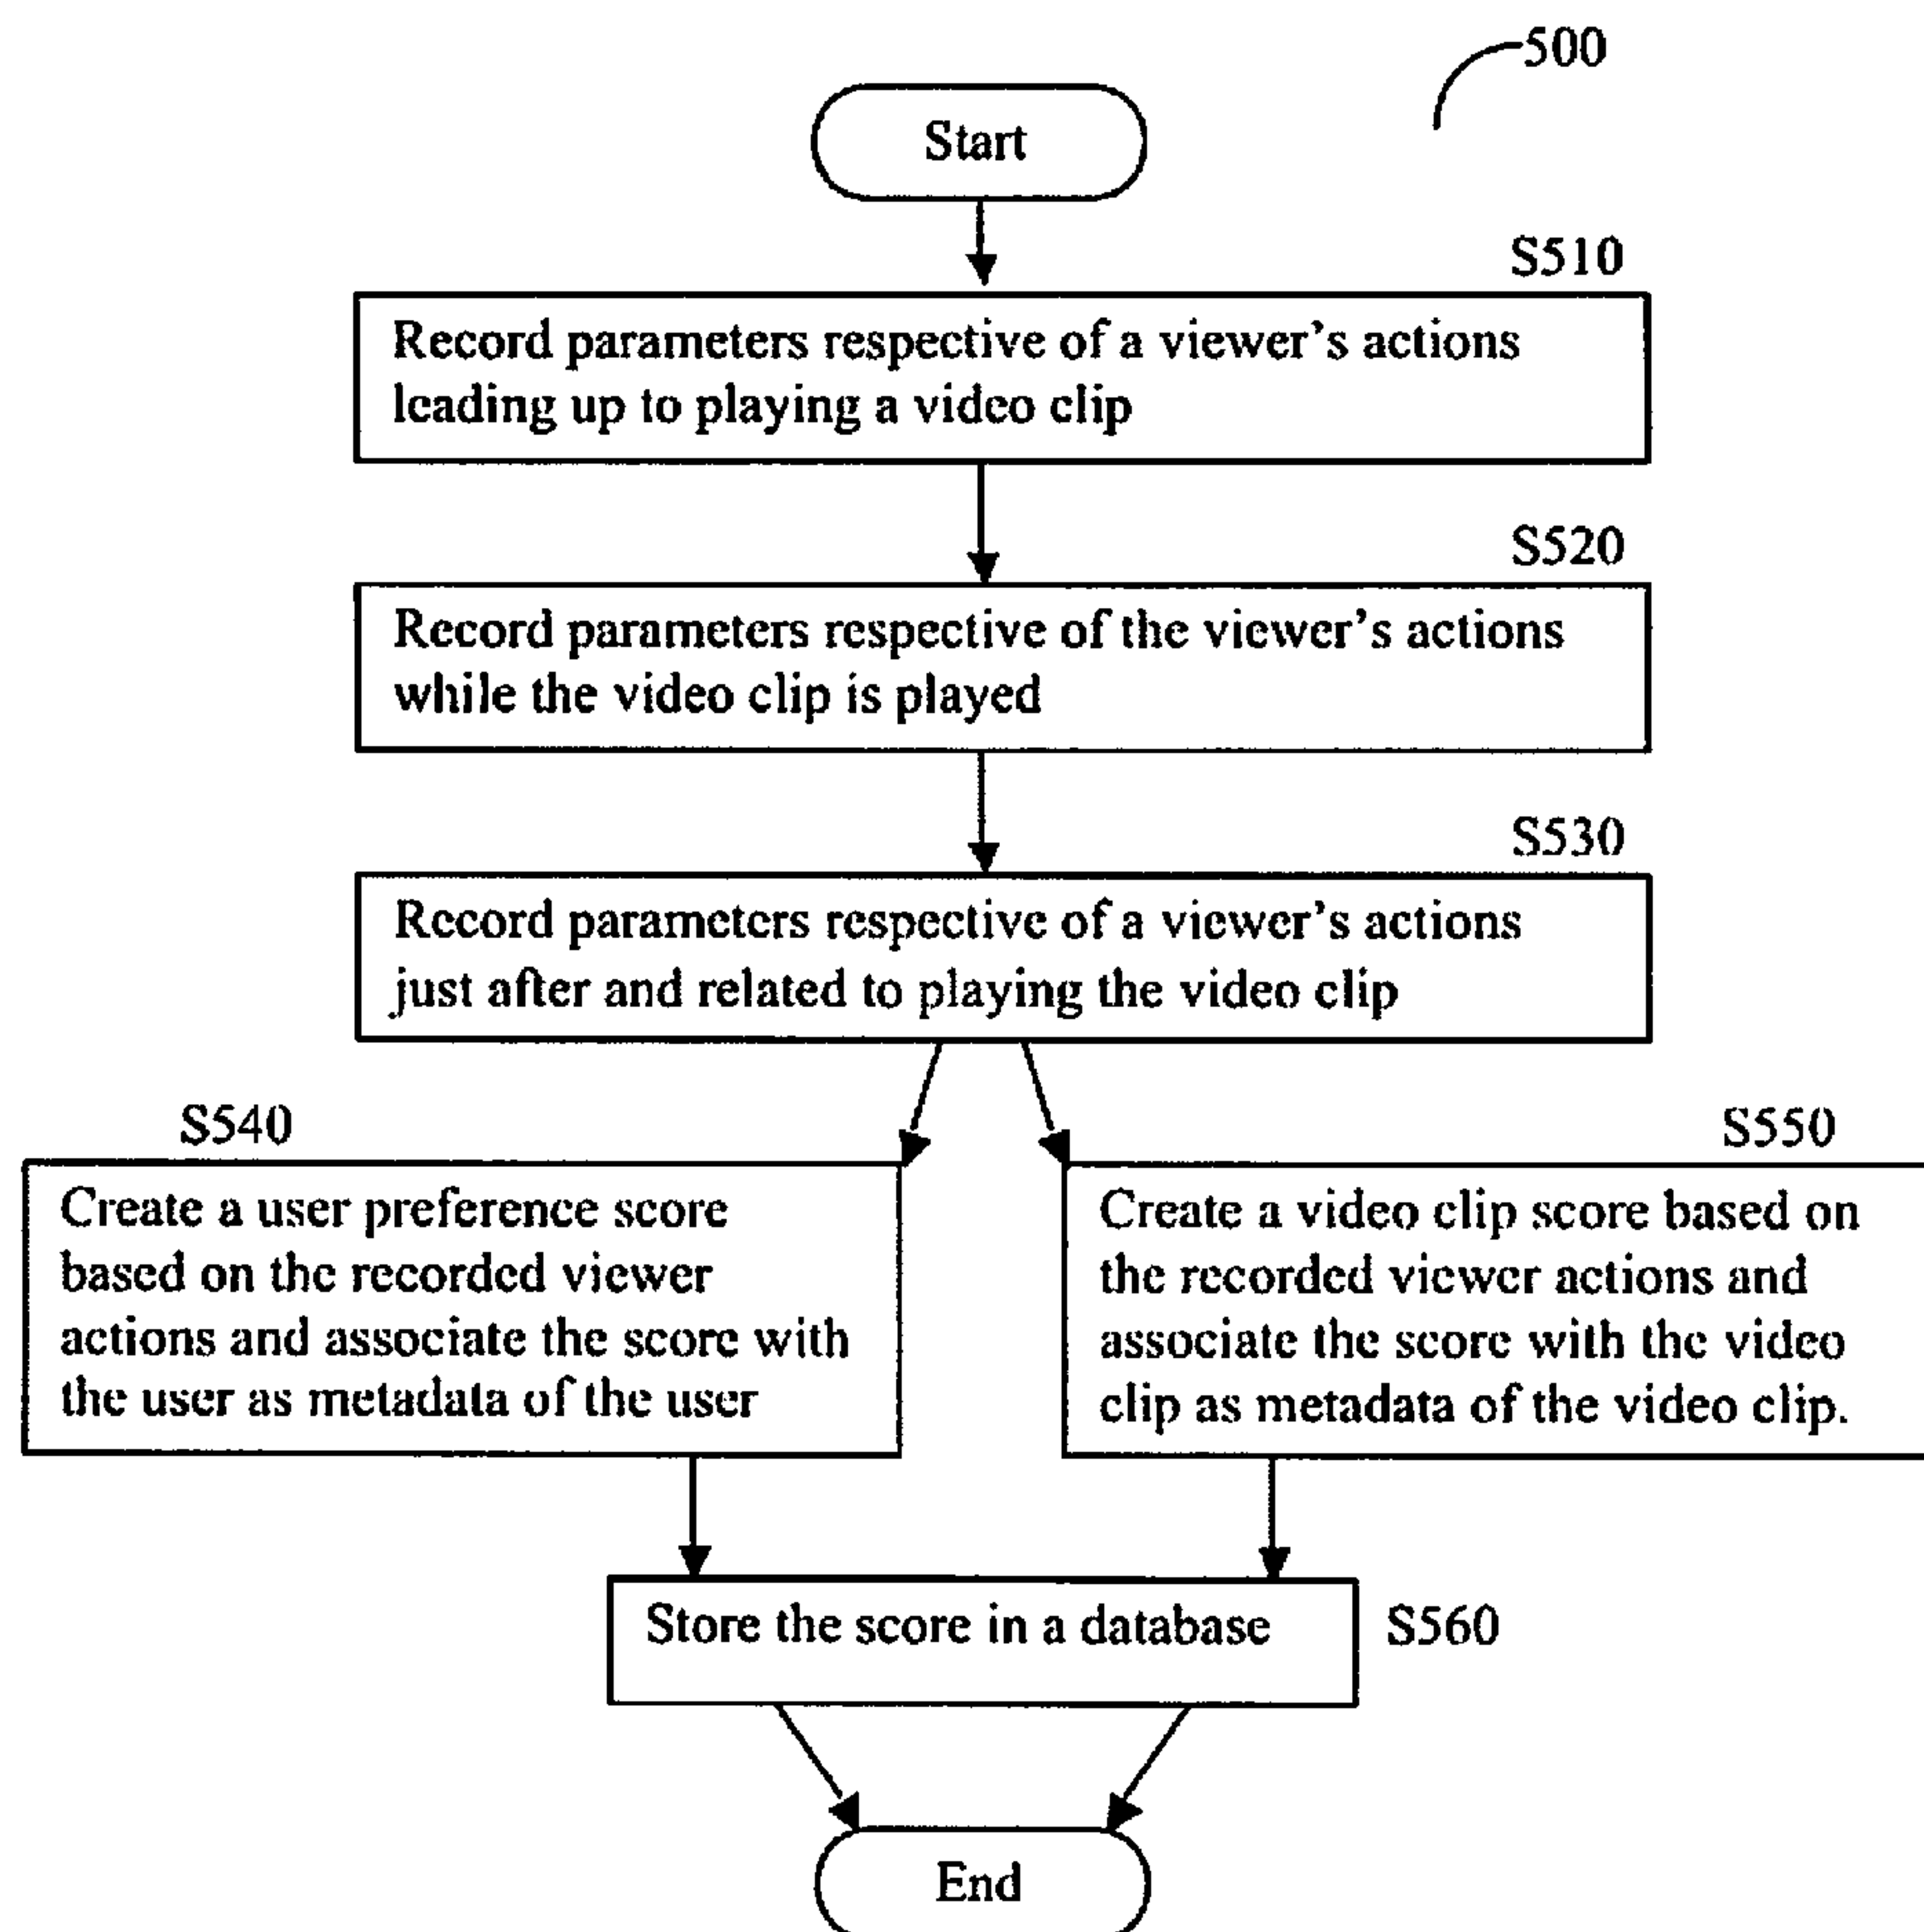 500
Start
S510
Record parameters respective of a viewer's actions
leading up to playing a video clip
S520
Record parameters respective of the viewer's actions
while the video clip is played
S530
Record parameters respective of a viewer's actions
just after and related to playing the video clip
S540
Create a user preference score
based on the recorded viewer
actions and associate the score with
the user as metadata of the user
S550
Create a video clip score based on
the recorded viewer actions and
associate the score with the video
clip as metadata of the video clip.
Store the score in a database
S560
End